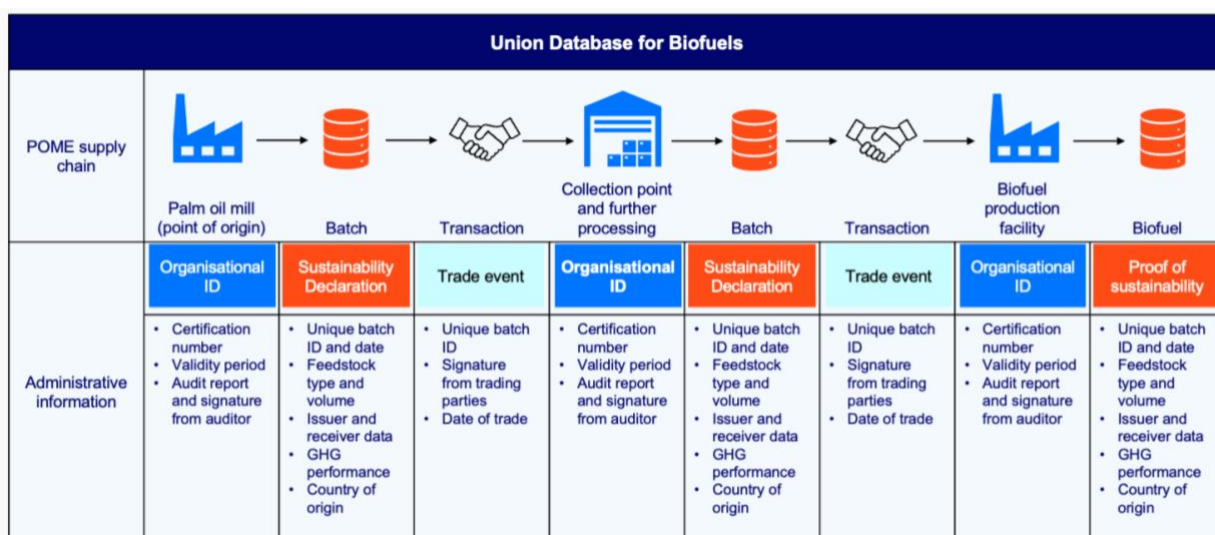 Union Database for Biofuels
POME supply
chain
Palm oil mill
(point of origin)
Batch
Transaction
Collection point
and further
processing
Batch
Transaction
Biofuel
production
facility
Biofuel
Administrative
information
Organisational
ID
• Certification
number
• Validity period
• Audit report
and signature
from auditor
Sustainability
Declaration
• Unique batch
ID and date
• Feedstock
type and
volume
• Issuer and
receiver data
• GHG
performance
• Country of
origin
Trade event
• Unique batch
ID
• Signature
from trading
parties
• Date of trade
Organisational
ID
• Certification
number
• Validity period
• Audit report
and signature
from auditor
Sustainability
Declaration
• Unique batch
ID and date
• Feedstock
type and
volume
• Issuer and
receiver data
• GHG
performance
• Country of
origin
Trade event
• Unique batch
ID
• Signature
from trading
parties
• Date of trade
Organisational
ID
• Certification
number
• Validity period
• Audit report
and signature
from auditor
Proof of
sustainability
• Unique batch
ID and date
• Feedstock
type and
volume
• Issuer and
receiver data
• GHG
performance
• Country of
origin